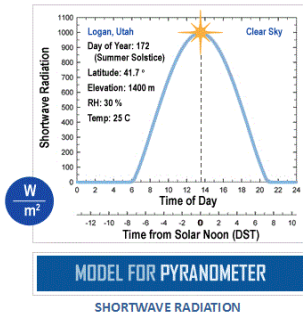 Logan, Utah
Clear Sky
Day of Year: 172
(Summer Solstice)
Latitude: 41.7 °
Elevation: 1400 m
RH: 30 %
Temp: 25 C
Shortwave Radiation
1100
1000
900
800
700
600
500
400
300
200
100
0
0 2 4 6 8 10 12 14 16 18 20 22 24
Time of Day
-12 -10 -8 -6 -4 -2 0 2 4 6 8 10
Time from Solar Noon (DST)
W
m²
MODEL FOR PYRANOMETER
SHORTWAVE RADIATION